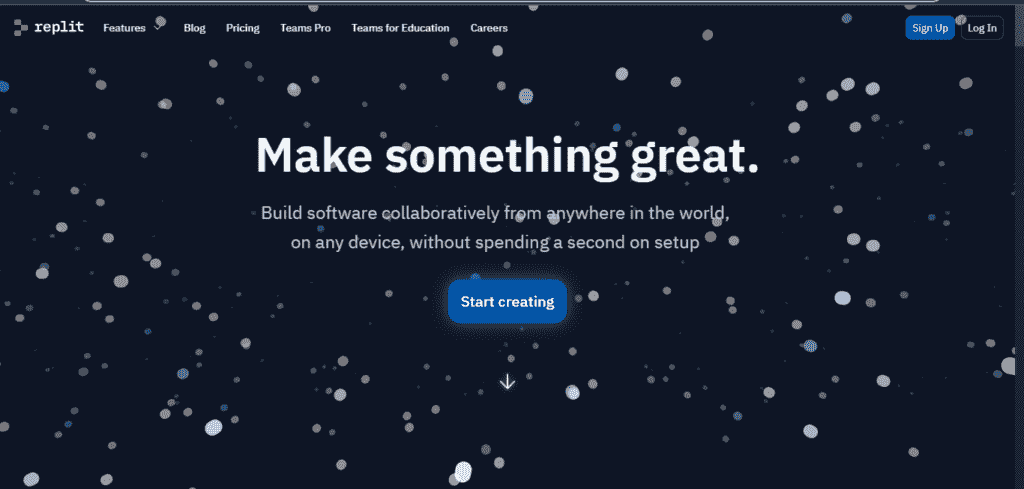 replit Features Blog Pricing Teams Pro Teams for Education Careers Sign Up Log In
Make something great.
Build software collaboratively from anywhere in the world,
on any device, without spending a second on setup
Start creating